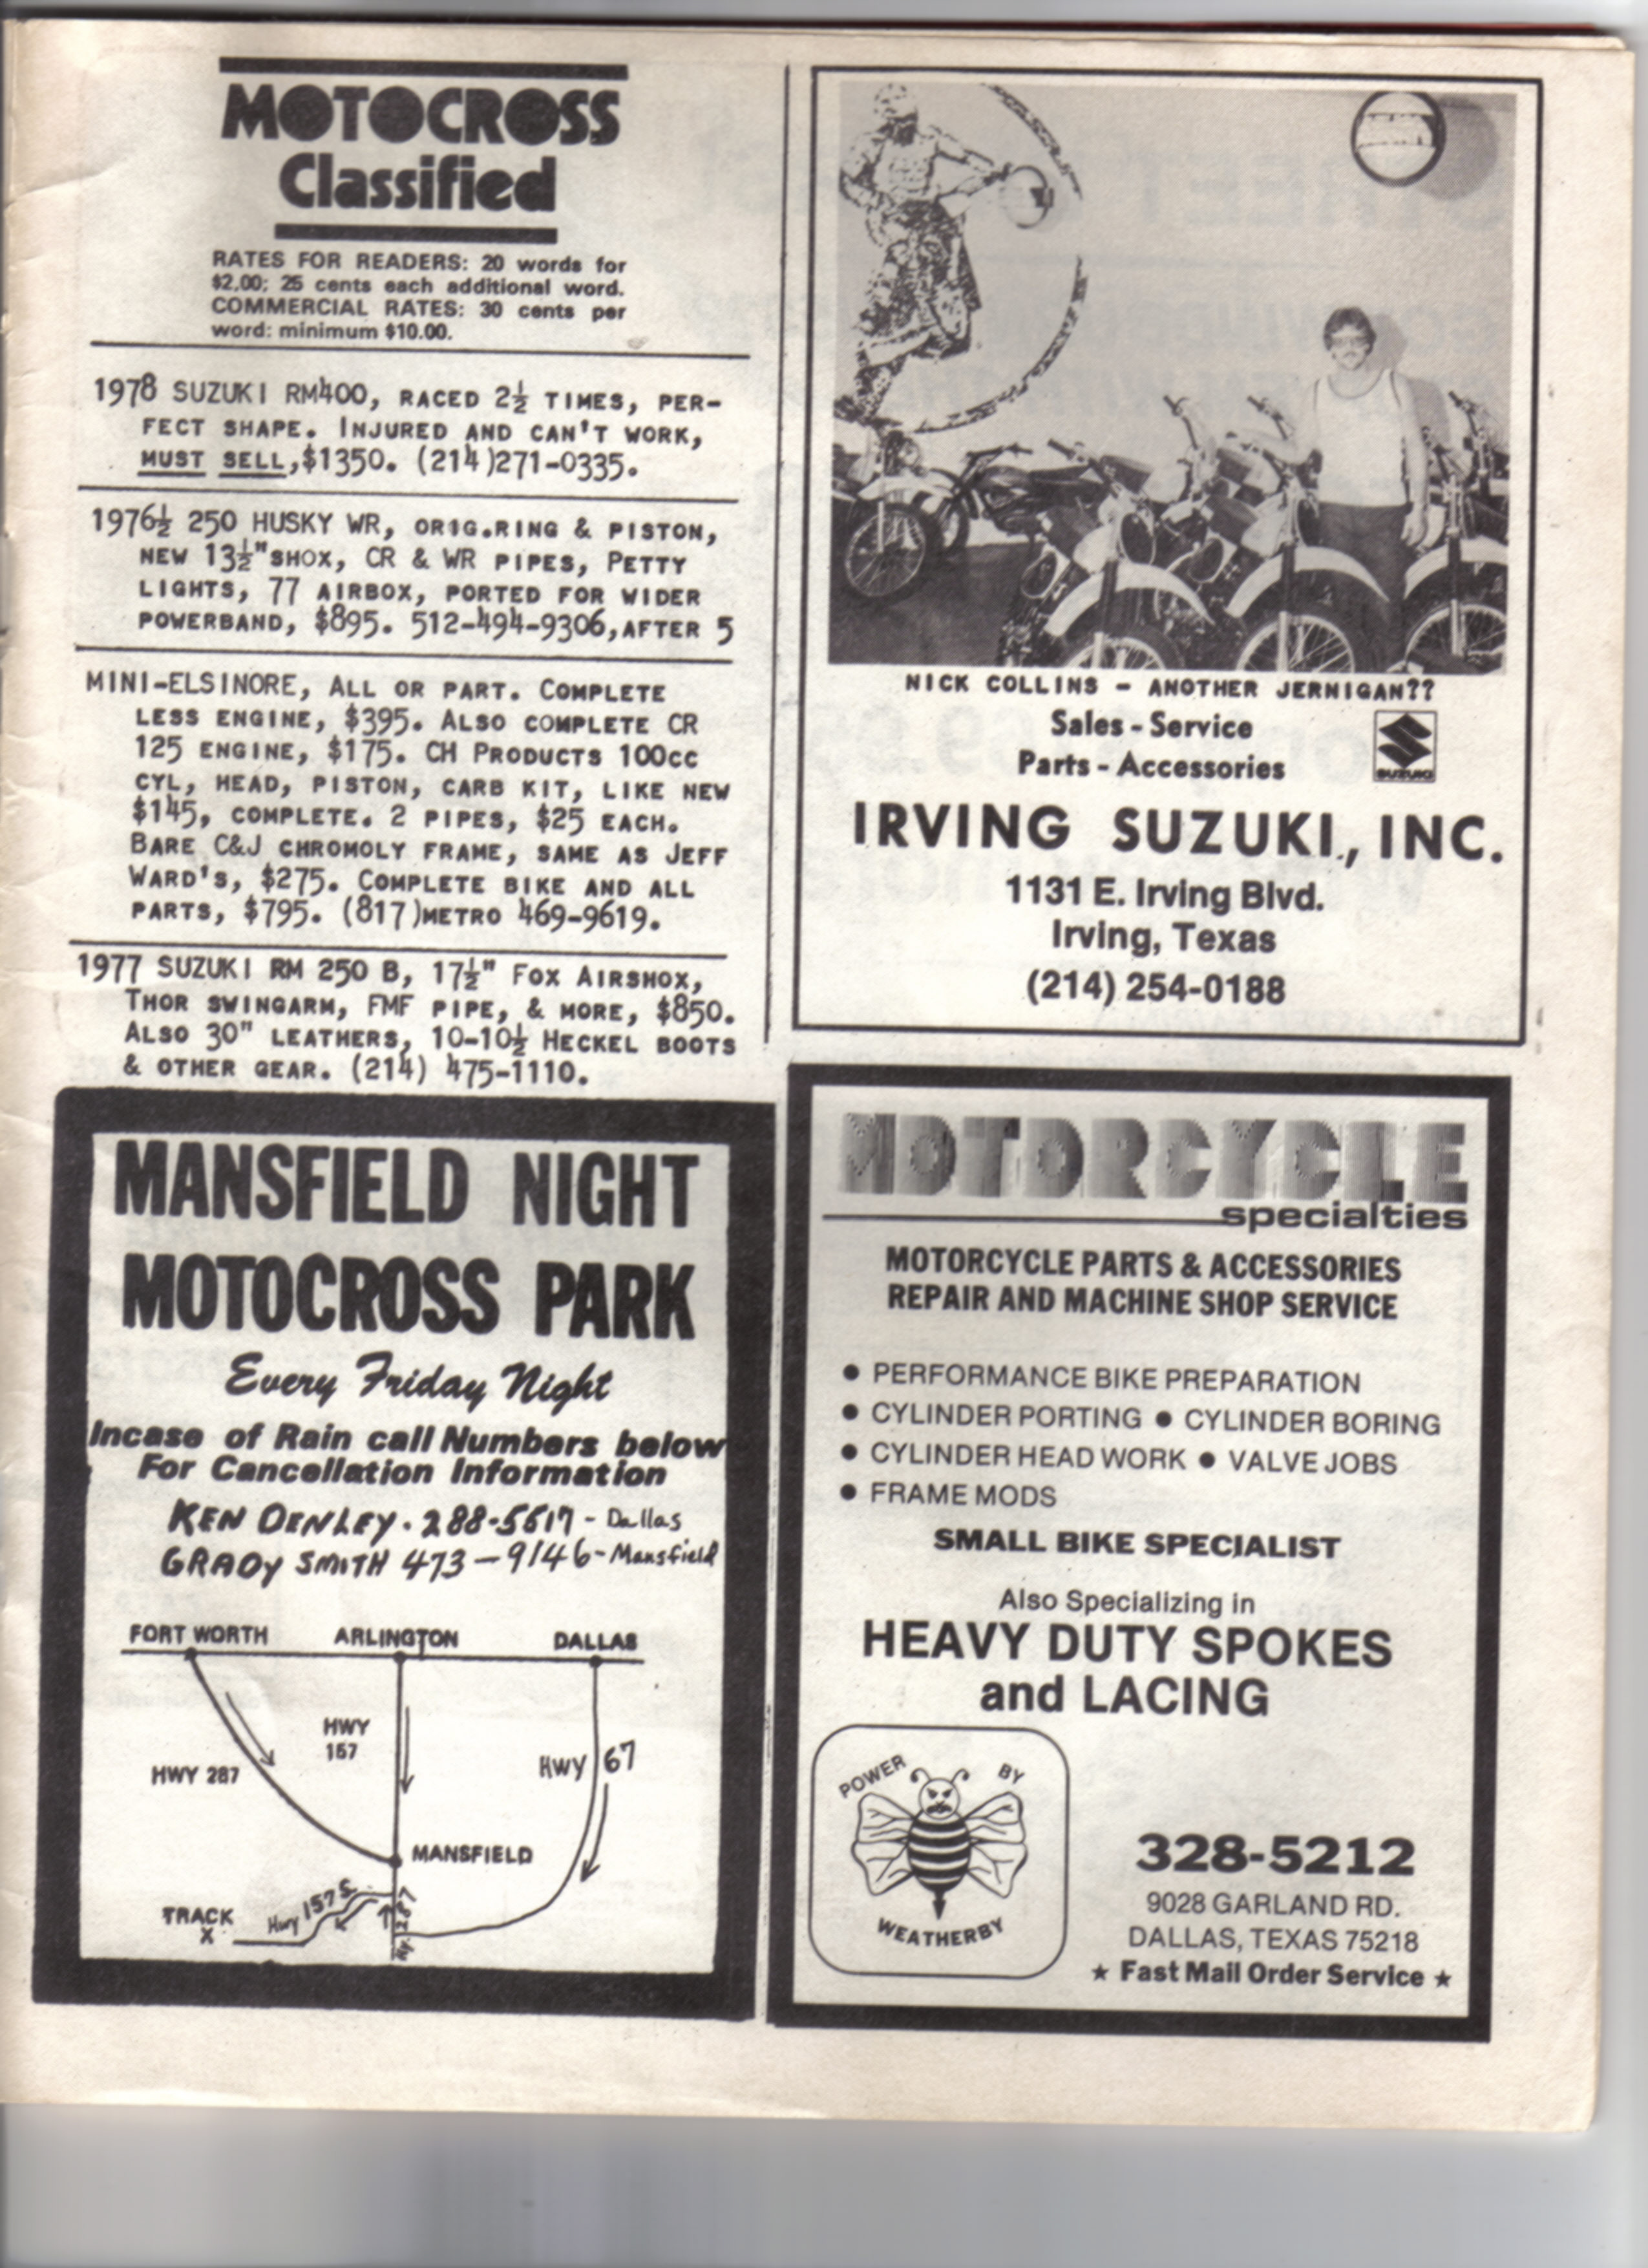 MOTOCROSS
Classified
RATES FOR READERS: 20 words for
$2.00; 25 cents each additional word.
COMMERCIAL RATES: 30 cents per
word: minimum $10.00.
1978 SUZUKI RM400, RACED 2½ TIMES, PER-
FECT SHAPE. INJURED AND CAN'T WORK,
MUST SELL,$1350. (214)271-0335.
1976½ 250 HUSKY WR, ORIG.RING & PISTON,
NEW 13½"SHOX, CR & WR PIPES, PETTY
LIGHTS, 77 AIRBOX, PORTED FOR WIDER
POWERBAND, $895. 512-494-9306,AFTER 5
MINI-ELSINORE, ALL OR PART. COMPLETE
LESS ENGINE, $395. ALSO COMPLETE CR
125 ENGINE, $175. CH PRODUCTS 100CC
CYL, HEAD, PISTON, CARB KIT, LIKE NEW
$145, COMPLETE. 2 PIPES, $25 EACH.
BARE C&J CHROMOLY FRAME, SAME AS JEFF
WARD'S, $275. COMPLETE BIKE AND ALL
PARTS, $795. (817)METRO 469-9619.
1977 SUZUKI RM 250 B, 17½" FOX AIRSHOX,
THOR SWINGARM, FMF PIPE, & MORE, $850.
ALSO 30" LEATHERS, 10-10½ HECKEL BOOTS
& OTHER GEAR. (214) 475-1110.
MANSFIELD NIGHT
MOTOCROSS PARK
Every Friday Night
Incase of Rain call Numbers below
For Cancellation Information
KEN DENLEY. 288-5617 - Dallas
GRADY SMITH 473-9146 - Mansfield
FORT WORTH ARLINGTON DALLAS
HWY
157
HWY 67
HWY 287
MANSFIELD
TRACK
X
Hwy 157 S.
Hy. 287
NICK COLLINS - ANOTHER JERNIGAN??
Sales - Service
Parts - Accessories
SUZUKI
IRVING SUZUKI, INC.
1131 E. Irving Blvd.
Irving, Texas
(214) 254-0188
MOTORCYCLE
specialties
MOTORCYCLE PARTS & ACCESSORIES
REPAIR AND MACHINE SHOP SERVICE
● PERFORMANCE BIKE PREPARATION
● CYLINDER PORTING ● CYLINDER BORING
● CYLINDER HEAD WORK ● VALVE JOBS
● FRAME MODS
SMALL BIKE SPECIALIST
Also Specializing in
HEAVY DUTY SPOKES
and LACING
POWER BY
WEATHERBY
328-5212
9028 GARLAND RD.
DALLAS, TEXAS 75218
★ Fast Mail Order Service ★